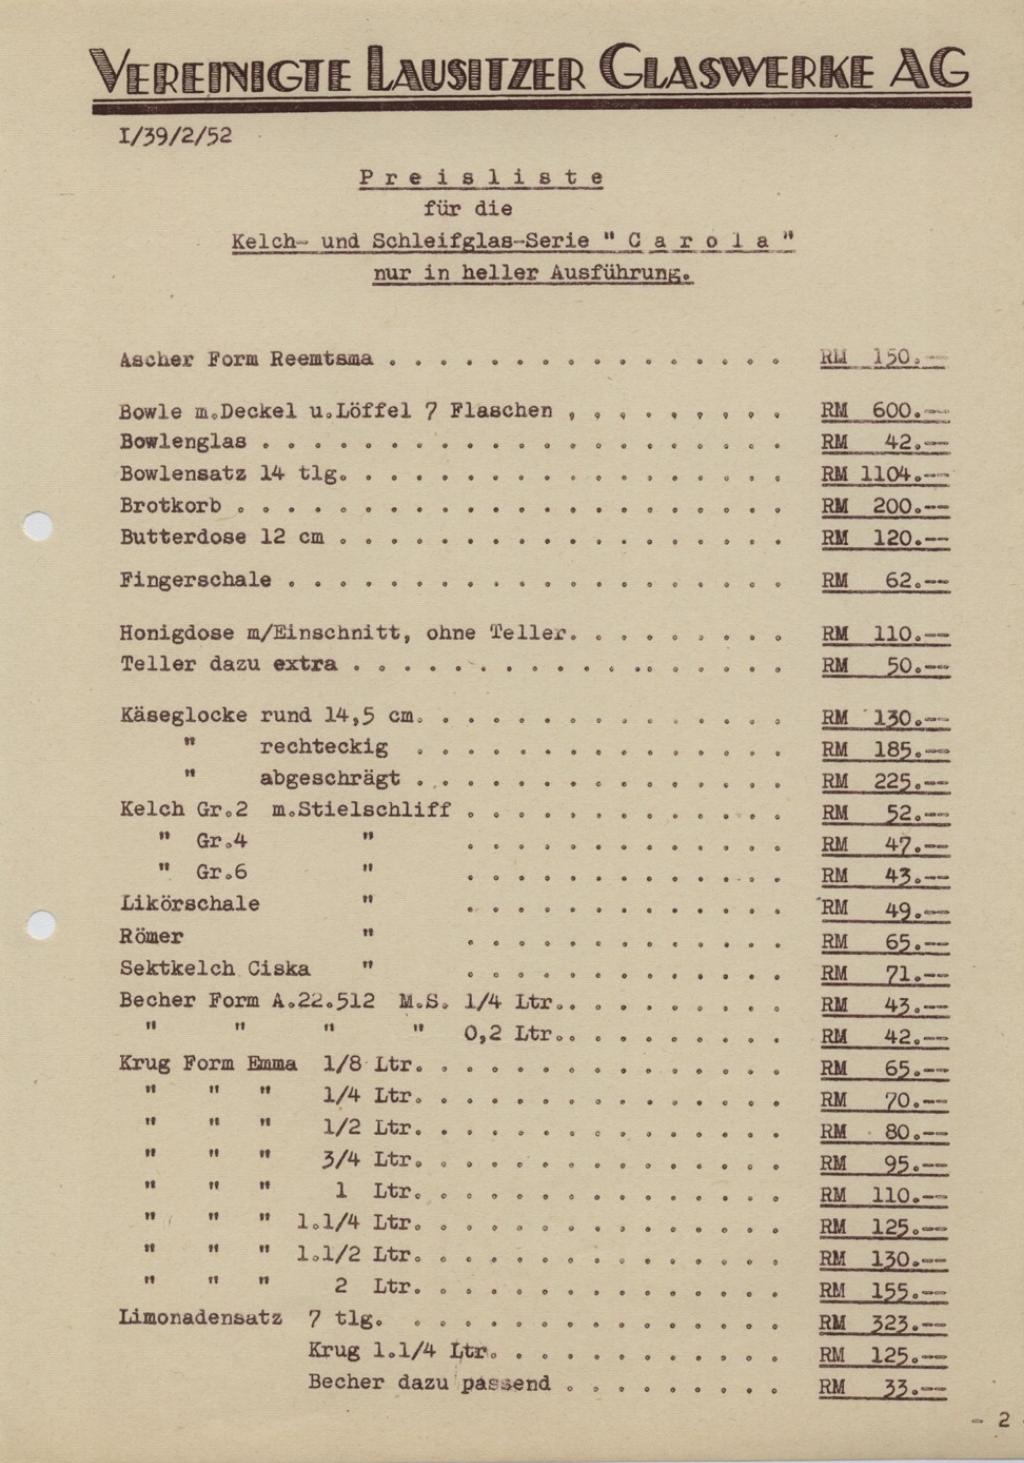 VEREINIGTE LAUSITZER GLASWERKE AG
I/39/2/52
Preisliste
für die
Kelch- und Schleifglas-Serie " Carola "
nur in heller Ausführung.
Ascher Form Reemtsma . . . . . . . . . . . . . . . . RM 150.--
Bowle m.Deckel u.Löffel 7 Flaschen , , . . . . . . . RM 600.--
Bowlenglas . . . . . . . . . . . . . . . . . . . . . RM 42.--
Bowlensatz 14 tlg. . . . . . . . . . . . . . . . . . RM 1104.--
Brotkorb . . . . . . . . . . . . . . . . . . . . . . RM 200.--
Butterdose 12 cm . . . . . . . . . . . . . . . . . . RM 120.--
Fingerschale . . . . . . . . . . . . . . . . . . . . RM 62.--
Honigdose m/Einschnitt, ohne Teller. . . . . . . . . RM 110.--
Teller dazu extra . . . . . . . . . . . .. . . . . . RM 50.--
Käseglocke rund 14,5 cm. . . . . . . . . . . . . . . RM 130.--
" rechteckig . . . . . . . . . . . . . . . RM 185.--
" abgeschrägt . . . . . . . . . . . . . . . RM 225.--
Kelch Gr.2 m.Stielschliff . . . . . . . . . . . . . RM 52.--
" Gr.4 " . . . . . . . . . . . . . RM 47.--
" Gr.6 " . . . . . . . . . . . . . RM 43.--
Likörschale " . . . . . . . . . . . . . RM 49.--
Römer " . . . . . . . . . . . . . RM 65.--
Sektkelch Ciska " . . . . . . . . . . . . . RM 71.--
Becher Form A.22.512 M.S. 1/4 Ltr.. . . . . . . . . RM 43.--
" " " " 0,2 Ltr.. . . . . . . . . RM 42.--
Krug Form Emma 1/8 Ltr. . . . . . . . . . . . . . . RM 65.--
" " " 1/4 Ltr. . . . . . . . . . . . . . . RM 70.--
" " " 1/2 Ltr. . . . . . . . . . . . . . . RM 80.--
" " " 3/4 Ltr. . . . . . . . . . . . . . . RM 95.--
" " " 1 Ltr. . . . . . . . . . . . . . . RM 110.--
" " " 1.1/4 Ltr. . . . . . . . . . . . . . . RM 125.--
" " " 1.1/2 Ltr. . . . . . . . . . . . . . . RM 130.--
" " " 2 Ltr. . . . . . . . . . . . . . . RM 155.--
Limonadensatz 7 tlg. . . . . . . . . . . . . . . . RM 323.--
Krug 1.1/4 Ltr. . . . . . . . . . . . RM 125.--
Becher dazu passend . . . . . . . . . RM 33.--
- 2 -